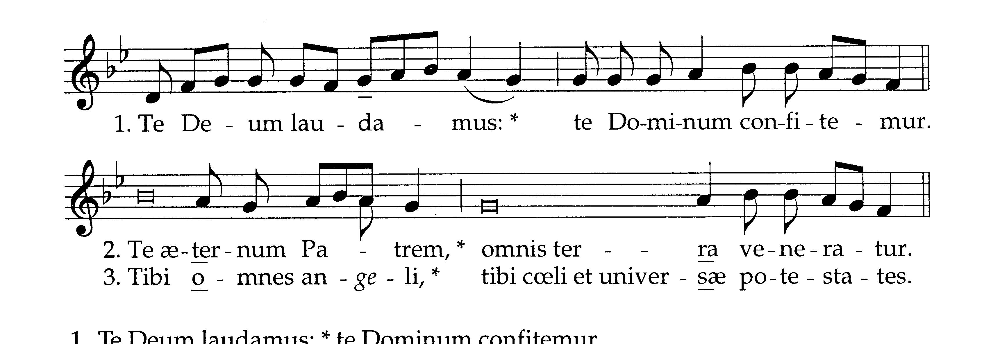 1. Te De - um lau - da - mus: * te Do-mi-num con-fi - te - mur.
2. Te æ - ter - num Pa - trem, * omnis ter - - ra ve - ne - ra - tur.
3. Tibi o - mnes an - ge - li, * tibi cœli et univer - sæ po - te - sta - tes.
1. Te Deum laudamus: * te Dominum confitemur